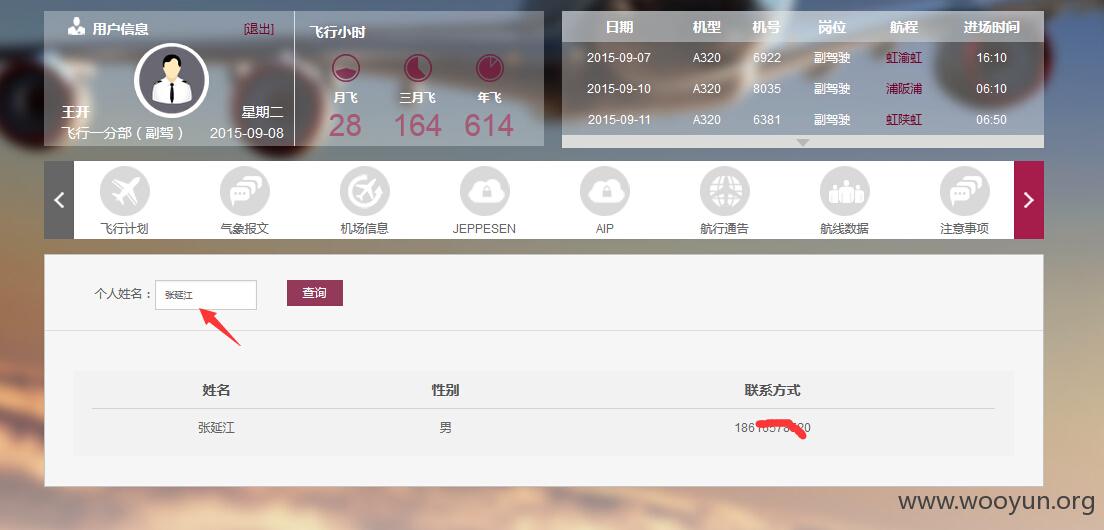 用户信息
[退出]
王开
星期二
飞行一分部（副驾）
2015-09-08
飞行小时
月飞 三月飞 年飞
28 164 614
日期 机型 机号 岗位 航程 进场时间
2015-09-07 A320 6922 副驾驶 虹渝虹 16:10
2015-09-10 A320 8035 副驾驶 浦阪浦 06:10
2015-09-11 A320 6381 副驾驶 虹陕虹 06:50
飞行计划 气象报文 机场信息 JEPPESEN AIP 航行通告 航线数据 注意事项
个人姓名： 张延江 查询
姓名 性别 联系方式
张延江 男
www.wooyun.org